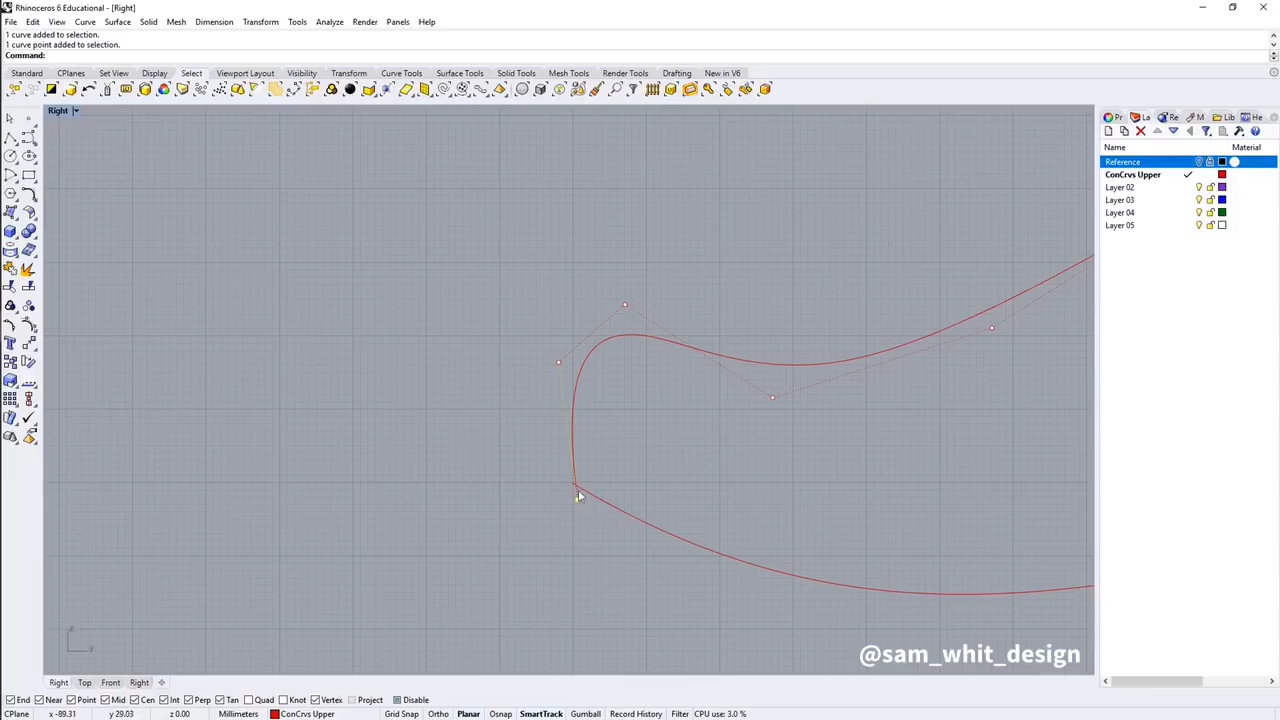 Rhinoceros 6 Educational - [Right]
File Edit View Curve Surface Solid Mesh Dimension Transform Tools Analyze Render Panels Help
1 curve added to selection.
1 curve point added to selection.
Command:
Standard CPlanes Set View Display Select Viewport Layout Visibility Transform Curve Tools Surface Tools Solid Tools Mesh Tools Render Tools Drafting New in V6
Right
Pr La Re M Lib He
Name Material
Reference
ConCrvs Upper
Layer 02
Layer 03
Layer 04
Layer 05
z
y
@sam_whit_design
Right Top Front Right
End Near Point Mid Cen Int Perp Tan Quad Knot Vertex Project Disable
CPlane x -89.31 y 29.03 z 0.00 Millimeters ConCrvs Upper Grid Snap Ortho Planar Osnap SmartTrack Gumball Record History Filter CPU use: 3.0 %